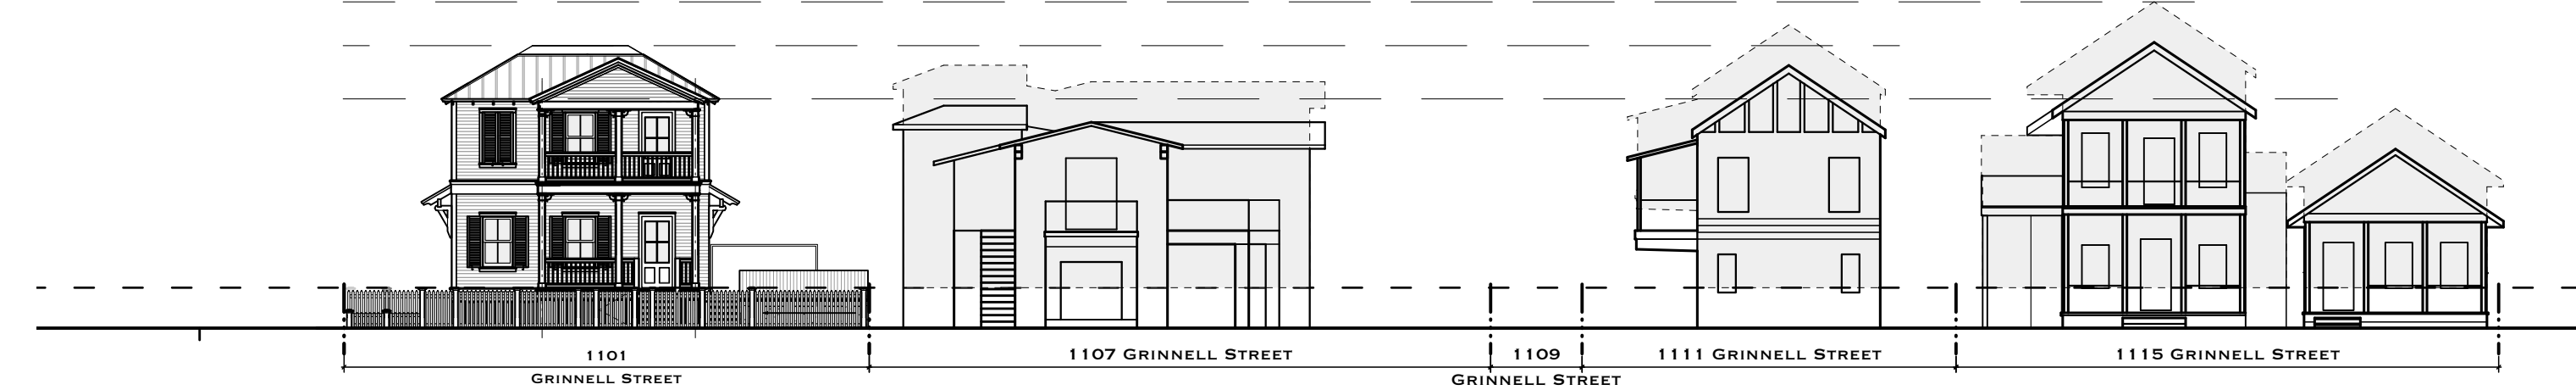 1101
GRINNELL STREET
1107 GRINNELL STREET
1109
GRINNELL STREET
1111 GRINNELL STREET
1115 GRINNELL STREET